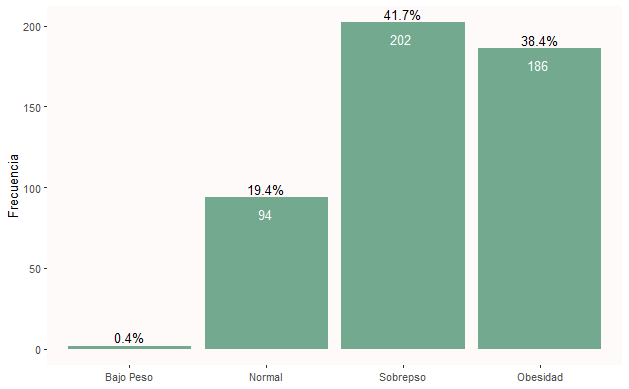 Frecuencia
200
150
100
50
0
0.4%
19.4%
94
41.7%
202
38.4%
186
Bajo Peso
Normal
Sobrepso
Obesidad